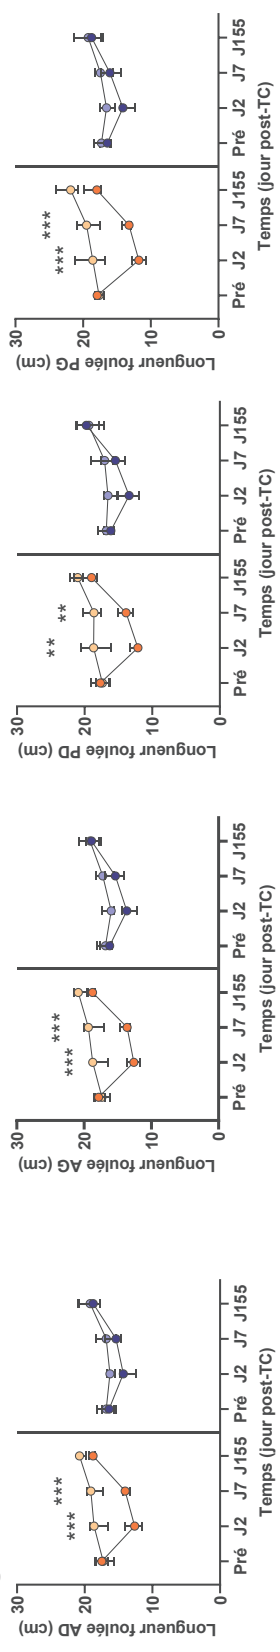 Longueur foulée AD (cm)
30
20
10
0
*** ***
Pré J2 J7 J155 Pré J2 J7 J155
Temps (jour post-TC)
Longueur foulée AG (cm)
30
20
10
0
*** ***
Pré J2 J7 J155 Pré J2 J7 J155
Temps (jour post-TC)
Longueur foulée PD (cm)
30
20
10
0
** **
Pré J2 J7 J155 Pré J2 J7 J155
Temps (jour post-TC)
Longueur foulée PG (cm)
30
20
10
0
*** ***
Pré J2 J7 J155 Pré J2 J7 J155
Temps (jour post-TC)